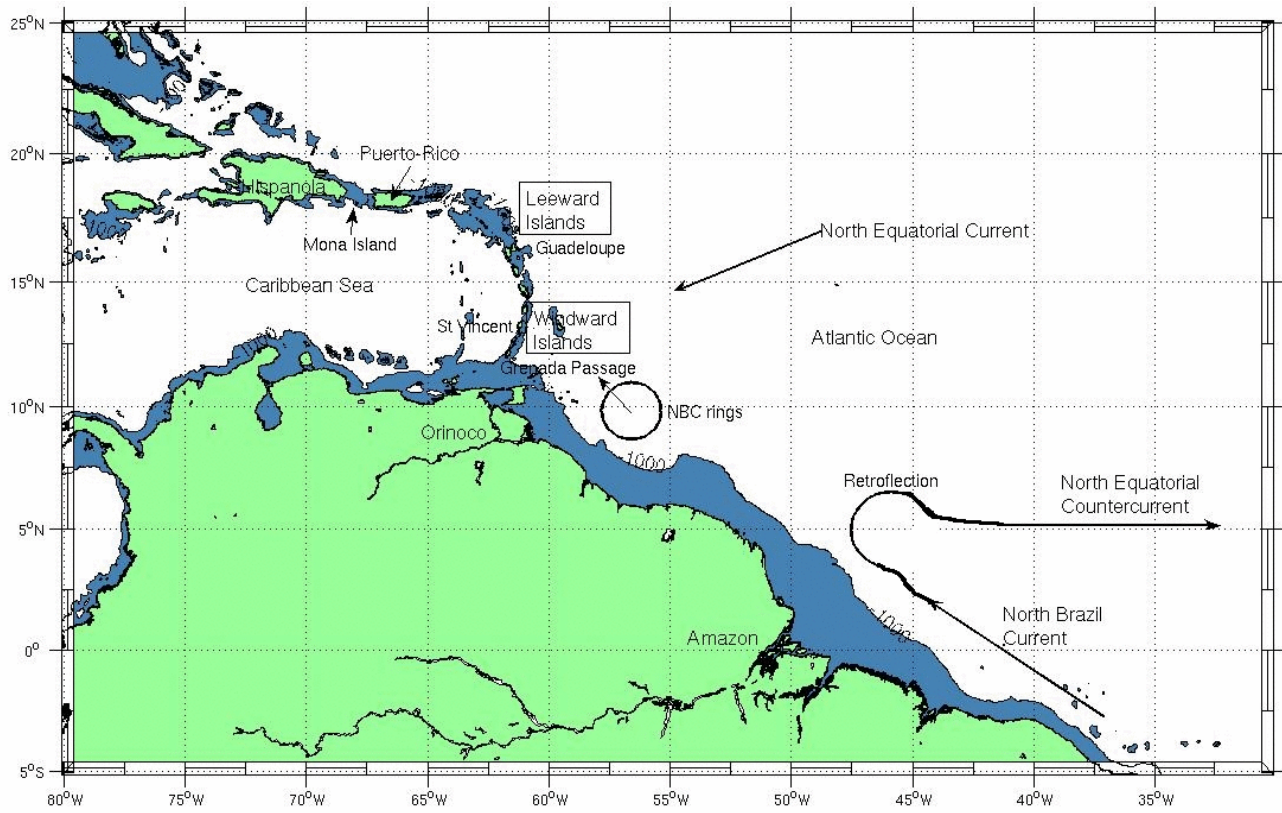 25°N
20°N
15°N
10°N
5°N
0°
5°S
80°W
75°W
70°W
65°W
60°W
55°W
50°W
45°W
40°W
35°W
Puerto-Rico
Hispanola
Mona Island
Leeward
Islands
Guadeloupe
North Equatorial Current
Caribbean Sea
St Vincent
Windward
Islands
Atlantic Ocean
Grenada Passage
NBC rings
1000
Orinoco
-1000
Retroflection
North Equatorial
Countercurrent
North Brazil
Current
-1000
Amazon